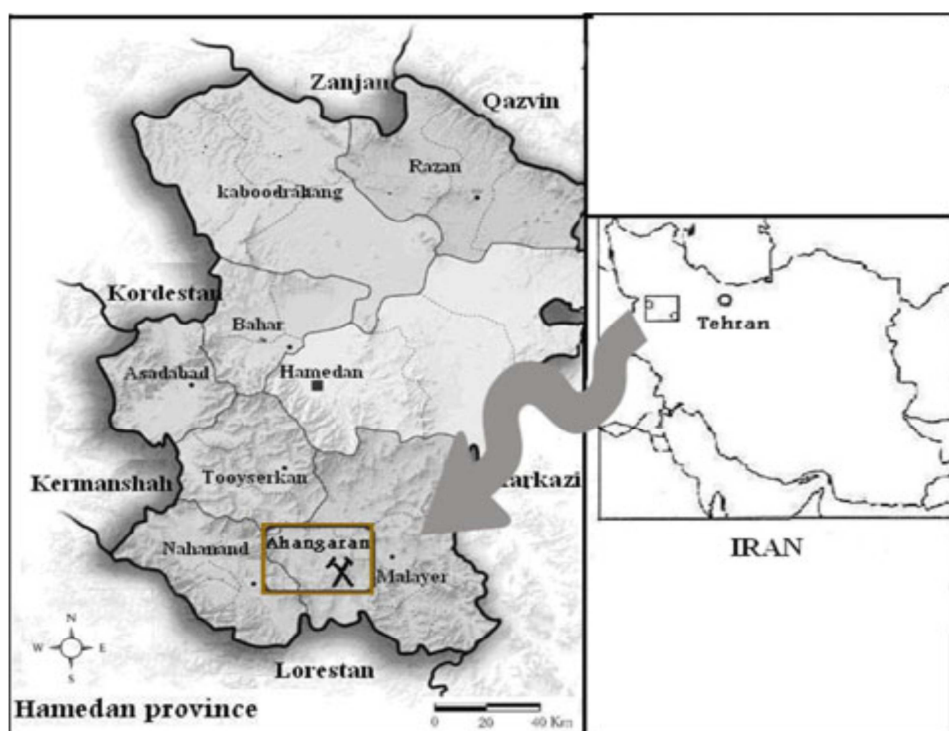 Zanjan
Qazvin
Razan
kaboodrahang
Kordestan
Bahar
Tehran
Asadabad
Hamedan
Kermanshah
Tooyserkan
arkazi
Nahanand
Ahangaran
Malayer
IRAN
N
W E
S
Lorestan
Hamedan province
0 20 40 Km